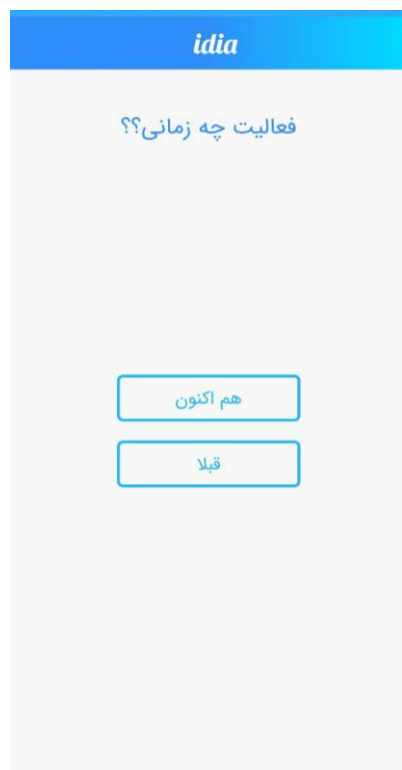 idia
فعالیت چه زمانی؟؟
هم اکنون
قبلا